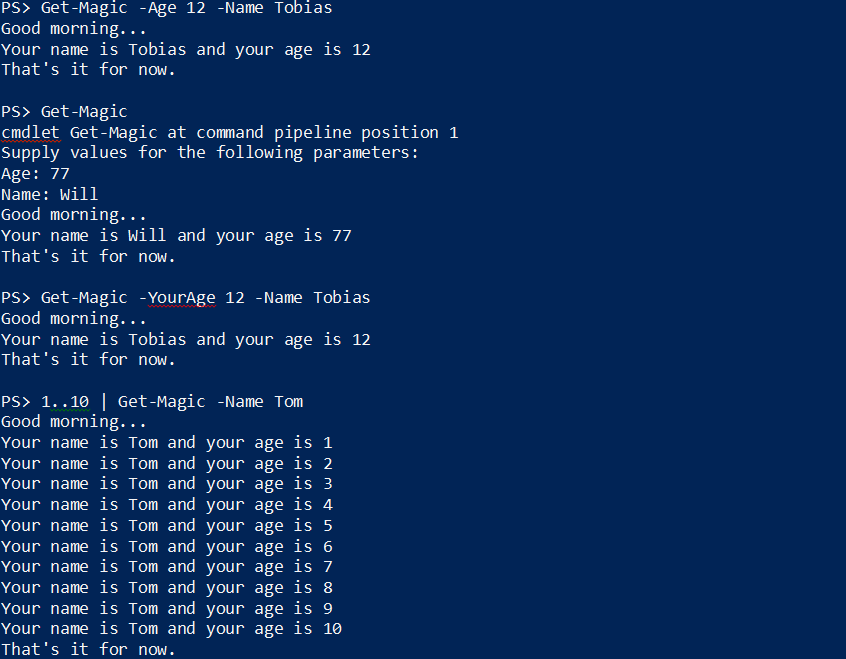 PS> Get-Magic -Age 12 -Name Tobias
Good morning...
Your name is Tobias and your age is 12
That's it for now.
PS> Get-Magic
cmdlet Get-Magic at command pipeline position 1
Supply values for the following parameters:
Age: 77
Name: Will
Good morning...
Your name is Will and your age is 77
That's it for now.
PS> Get-Magic -YourAge 12 -Name Tobias
Good morning...
Your name is Tobias and your age is 12
That's it for now.
PS> 1..10 | Get-Magic -Name Tom
Good morning...
Your name is Tom and your age is 1
Your name is Tom and your age is 2
Your name is Tom and your age is 3
Your name is Tom and your age is 4
Your name is Tom and your age is 5
Your name is Tom and your age is 6
Your name is Tom and your age is 7
Your name is Tom and your age is 8
Your name is Tom and your age is 9
Your name is Tom and your age is 10
That's it for now.